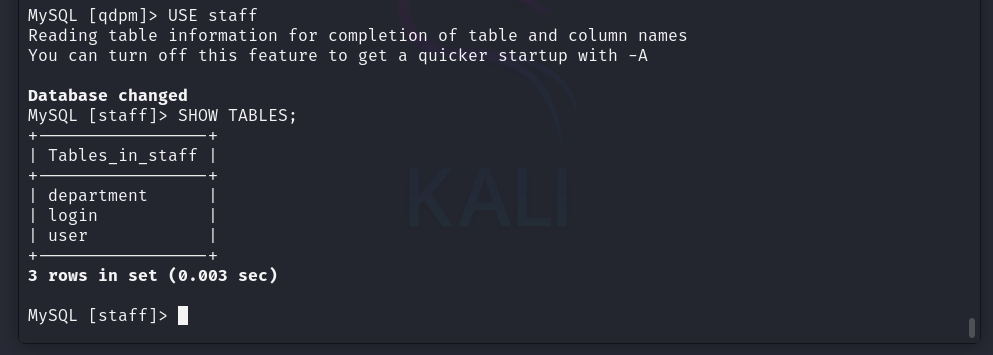 MySQL [qdpm]> USE staff
Reading table information for completion of table and column names
You can turn off this feature to get a quicker startup with -A
Database changed
MySQL [staff]> SHOW TABLES;
+-----------------+
| Tables_in_staff |
+-----------------+
| department      |
| login           |
| user            |
+-----------------+
3 rows in set (0.003 sec)
MySQL [staff]>
KALI